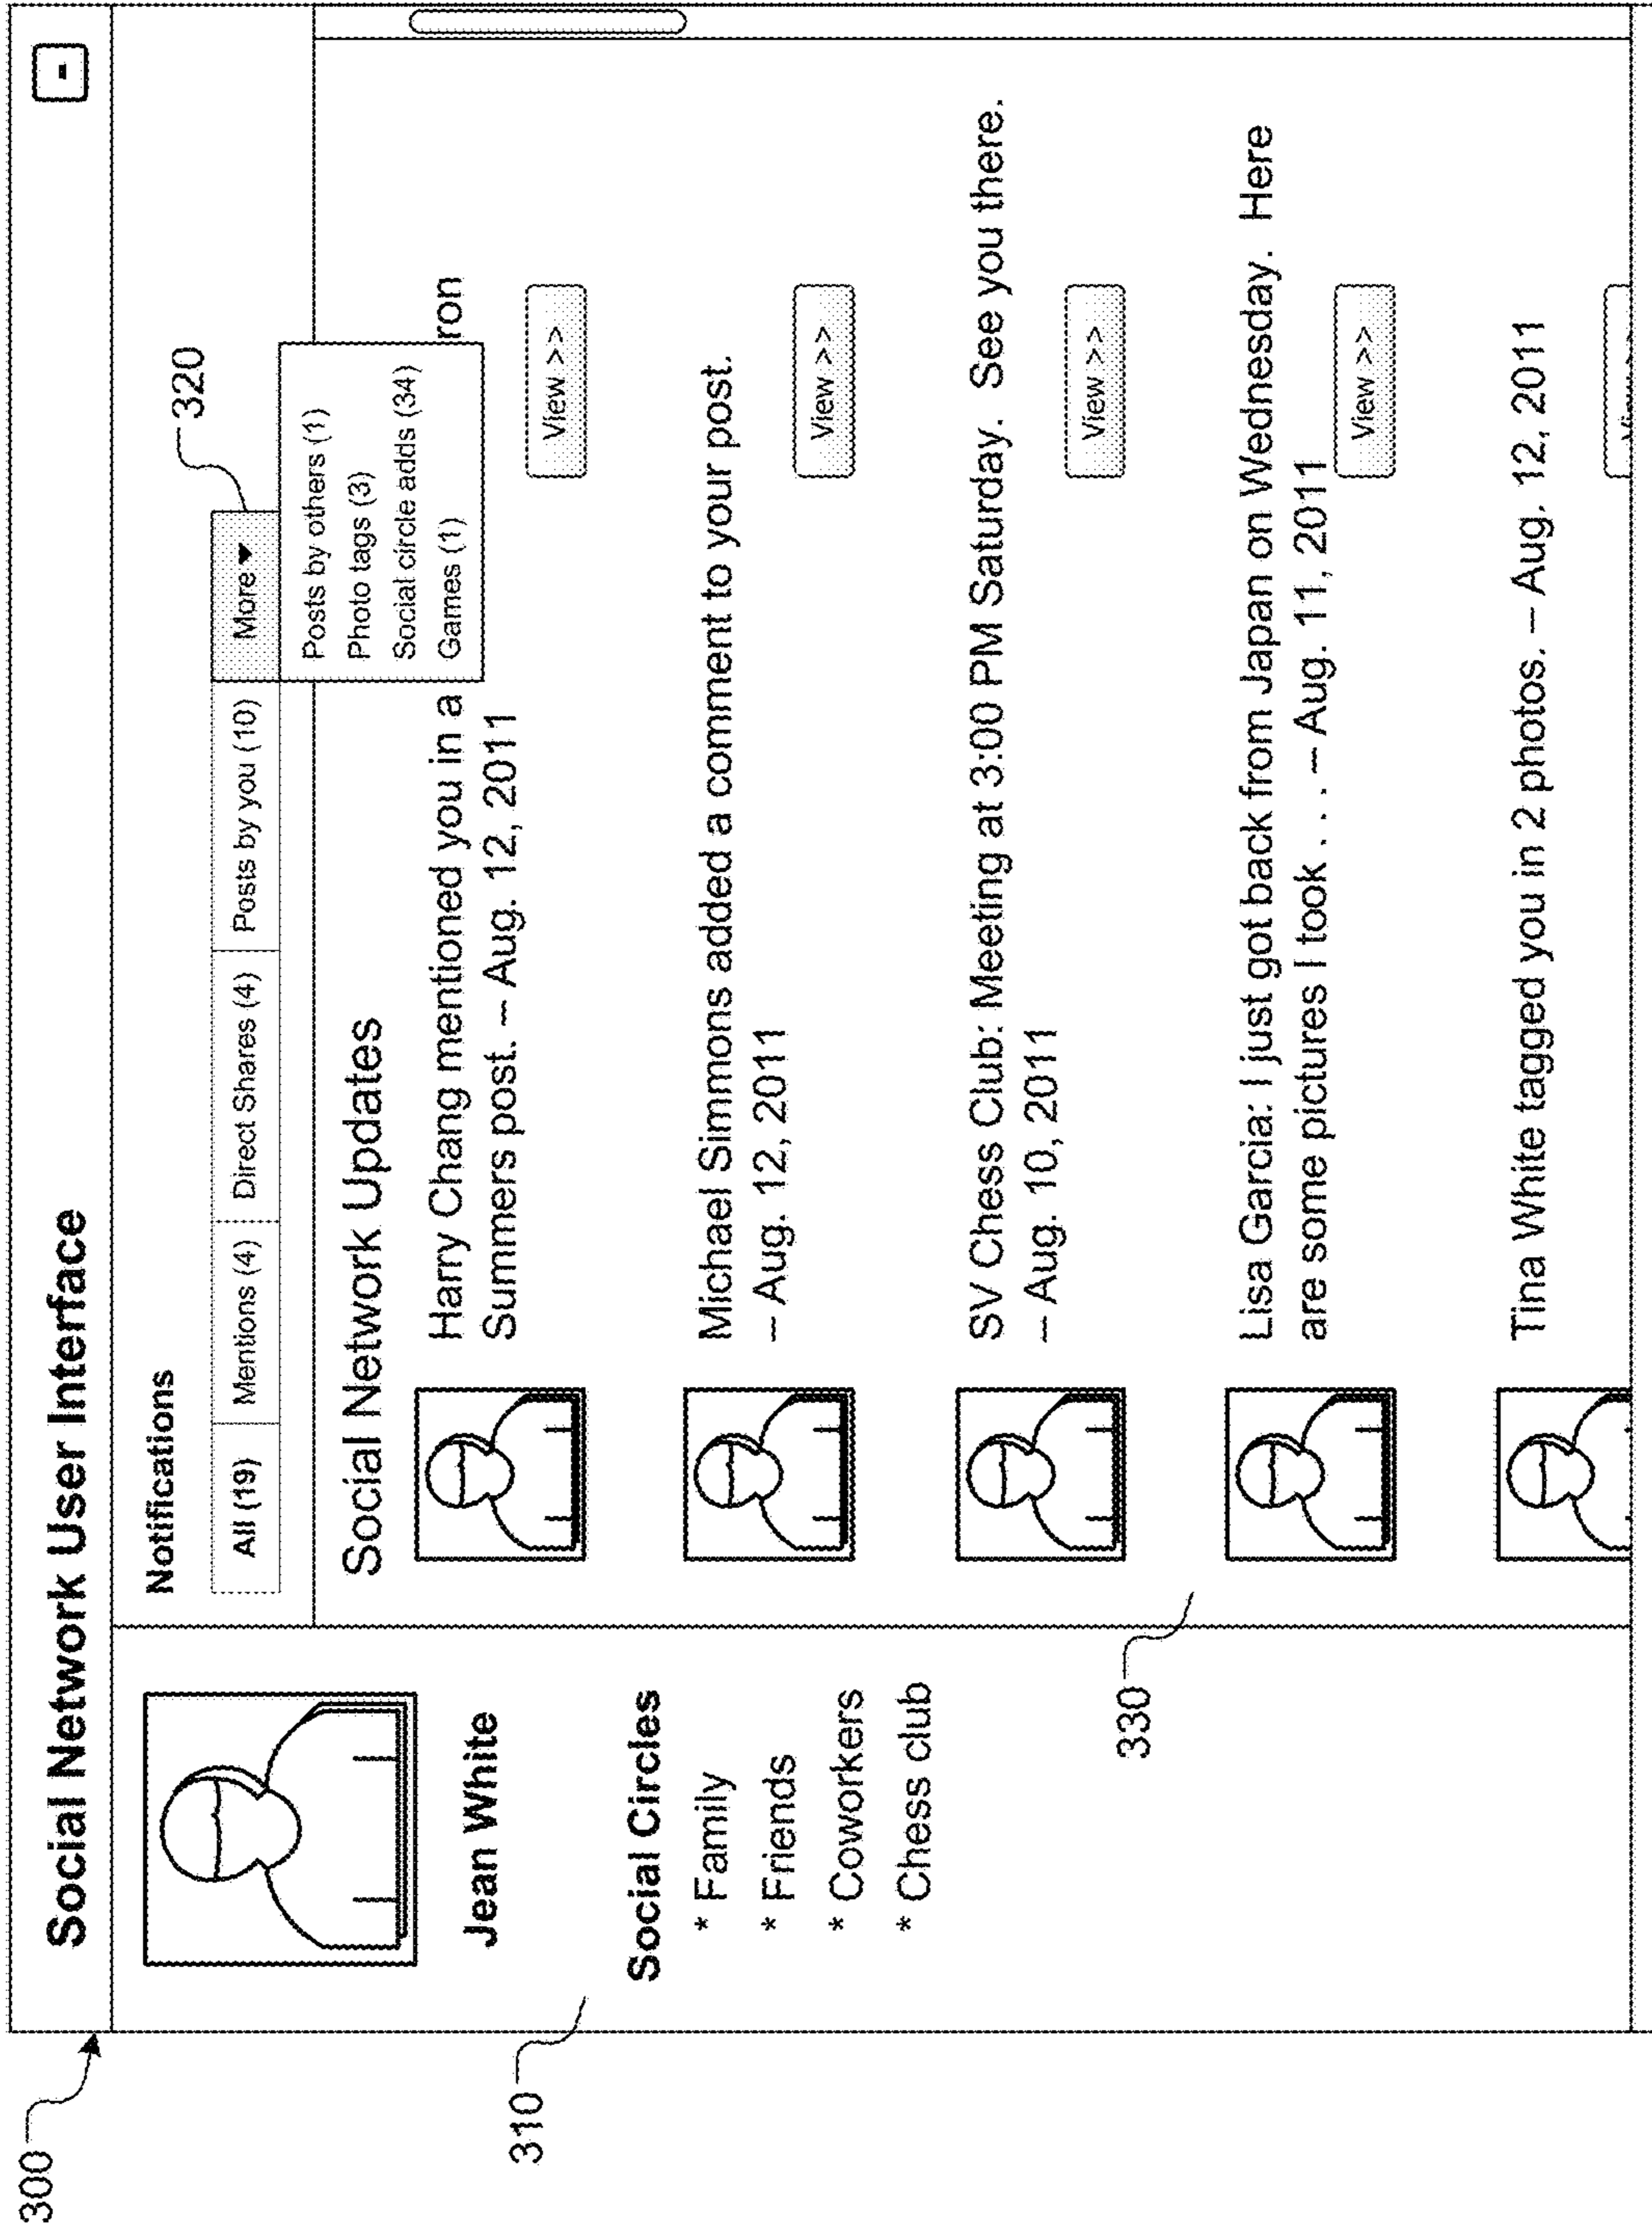 300
Social Network User Interface
-
310
Jean White
Social Circles
* Family
* Friends
* Coworkers
* Chess club
330
Notifications
320
All (19) Mentions (4) Direct Shares (4) Posts by you (10) More
Posts by others (1)
Photo tags (3)
Social circle adds (34)
Games (1)
Social Network Updates
Harry Chang mentioned you in a ron
Summers post. – Aug. 12, 2011
View >>
Michael Simmons added a comment to your post.
– Aug. 12, 2011
View >>
SV Chess Club: Meeting at 3:00 PM Saturday. See you there.
– Aug. 10, 2011
View >>
Lisa Garcia: I just got back from Japan on Wednesday. Here
are some pictures I took . . . – Aug. 11, 2011
View >>
Tina White tagged you in 2 photos. – Aug. 12, 2011